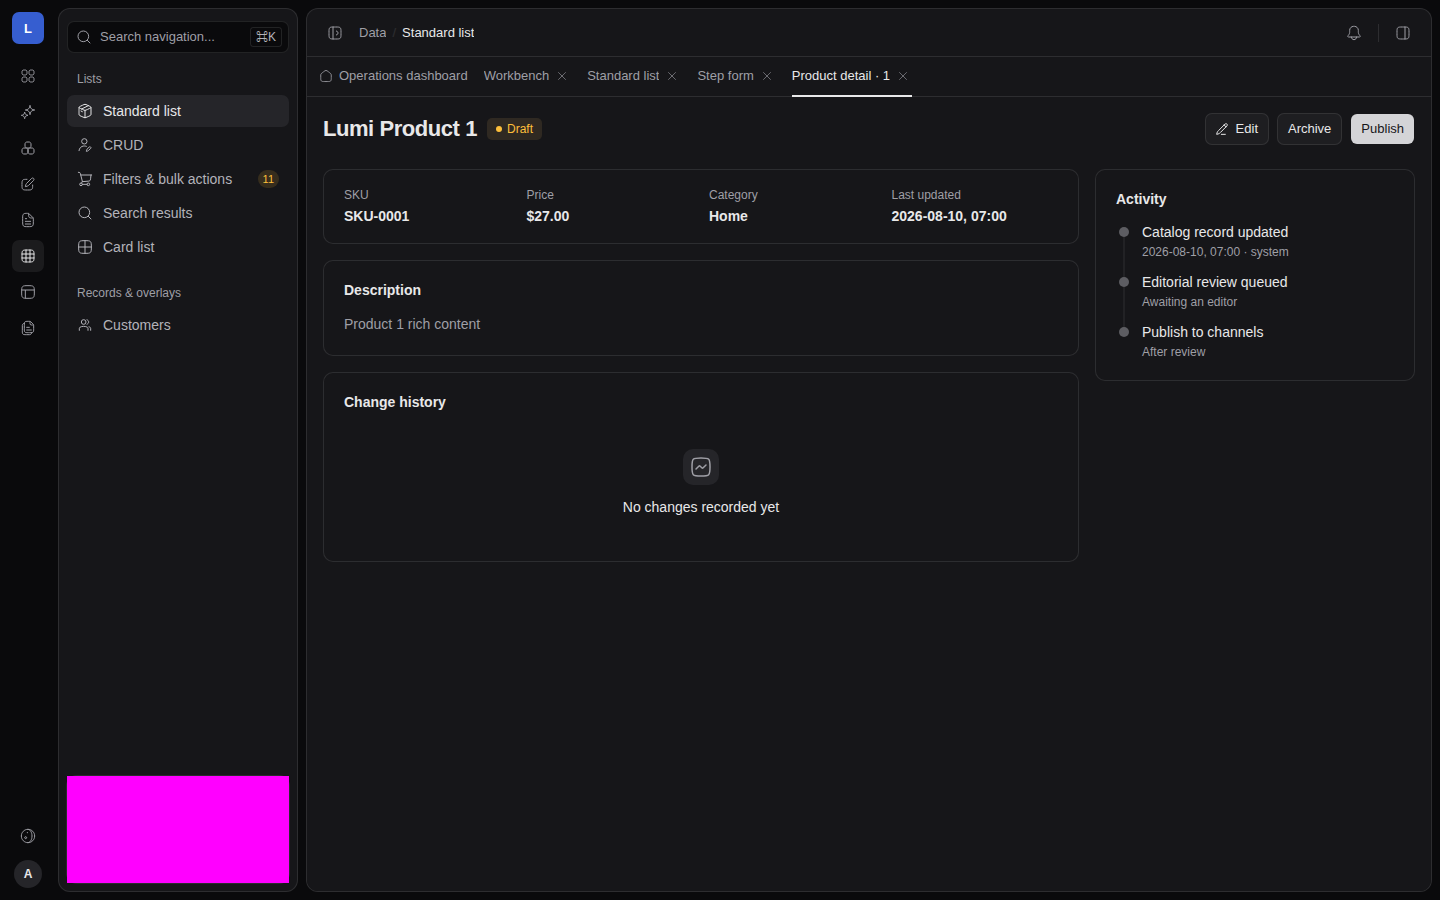 L
Search navigation...
⌘K
Lists
Standard list
CRUD
Filters & bulk actions
11
Search results
Card list
Records & overlays
Customers
A
Data / Standard list
Operations dashboard
Workbench
Standard list
Step form
Product detail · 1
Lumi Product 1
Draft
Edit
Archive
Publish
SKU
SKU-0001
Price
$27.00
Category
Home
Last updated
2026-08-10, 07:00
Description
Product 1 rich content
Change history
No changes recorded yet
Activity
Catalog record updated
2026-08-10, 07:00 · system
Editorial review queued
Awaiting an editor
Publish to channels
After review